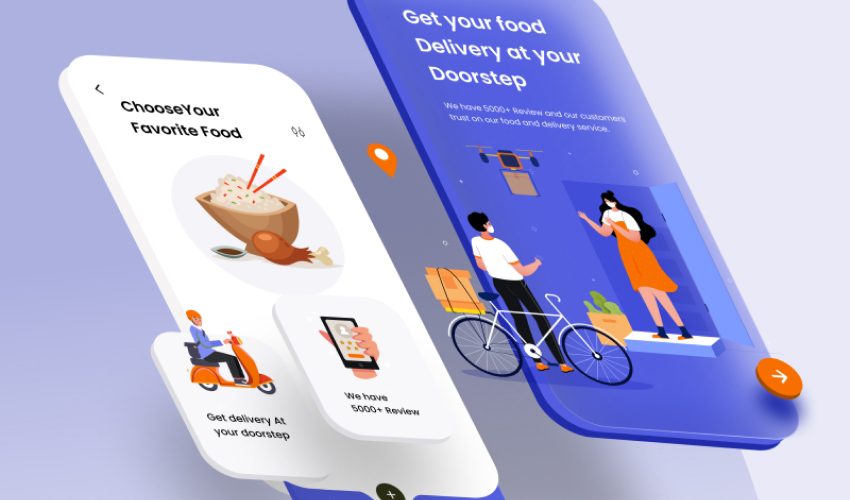 ChooseYour
Favorite Food
Get delivery At
your doorstep
We have
5000+ Review
Get your food
Delivery at your
Doorstep
We have 5000+ Review and our customers
trust on our food and delivery service.